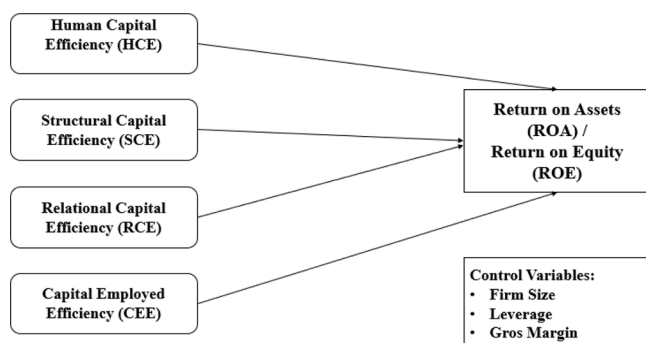 Human Capital
Efficiency (HCE)
Structural Capital
Efficiency (SCE)
Relational Capital
Efficiency (RCE)
Capital Employed
Efficiency (CEE)
Return on Assets
(ROA) /
Return on Equity
(ROE)
Control Variables:
• Firm Size
• Leverage
• Gros Margin